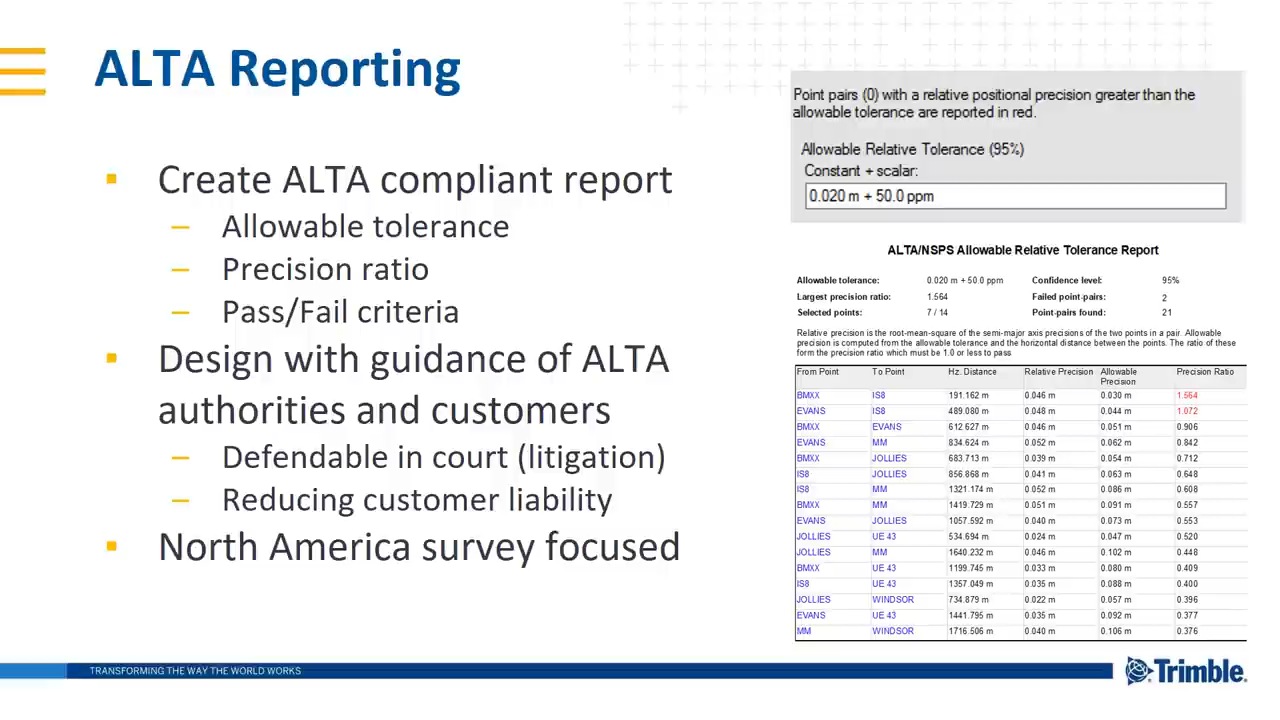 ALTA Reporting
▪ Create ALTA compliant report
– Allowable tolerance
– Precision ratio
– Pass/Fail criteria
▪ Design with guidance of ALTA
authorities and customers
– Defendable in court (litigation)
– Reducing customer liability
▪ North America survey focused
Point pairs (0) with a relative positional precision greater than the
allowable tolerance are reported in red.
Allowable Relative Tolerance (95%)
Constant + scalar:
0.020 m + 50.0 ppm
ALTA/NSPS Allowable Relative Tolerance Report
Allowable tolerance: 0.020 m + 50.0 ppm Confidence level: 95%
Largest precision ratio: 1.564 Failed point-pairs: 2
Selected points: 7 / 14 Point-pairs found: 21
Relative precision is the root-mean-square of the semi-major axis precisions of the two points in a pair. Allowable
precision is computed from the allowable tolerance and the horizontal distance between the points. The ratio of these
form the precision ratio which must be 1.0 or less to pass
From Point To Point Hz. Distance Relative Precision Allowable Precision Precision Ratio
BMXX IS8 191.162 m 0.046 m 0.030 m 1.564
EVANS IS8 489.080 m 0.048 m 0.044 m 1.072
BMXX EVANS 612.627 m 0.046 m 0.051 m 0.906
EVANS MM 834.624 m 0.052 m 0.062 m 0.842
BMXX JOLLIES 683.713 m 0.039 m 0.054 m 0.712
IS8 JOLLIES 856.868 m 0.041 m 0.063 m 0.648
IS8 MM 1321.174 m 0.052 m 0.086 m 0.608
BMXX MM 1419.729 m 0.051 m 0.091 m 0.557
EVANS JOLLIES 1057.592 m 0.040 m 0.073 m 0.553
JOLLIES UE 43 534.694 m 0.024 m 0.047 m 0.520
JOLLIES MM 1640.232 m 0.046 m 0.102 m 0.448
BMXX UE 43 1199.745 m 0.033 m 0.080 m 0.409
IS8 UE 43 1357.049 m 0.035 m 0.088 m 0.400
JOLLIES WINDSOR 734.879 m 0.022 m 0.057 m 0.396
EVANS UE 43 1441.795 m 0.035 m 0.092 m 0.377
MM WINDSOR 1716.506 m 0.040 m 0.106 m 0.376
TRANSFORMING THE WAY THE WORLD WORKS
Trimble.